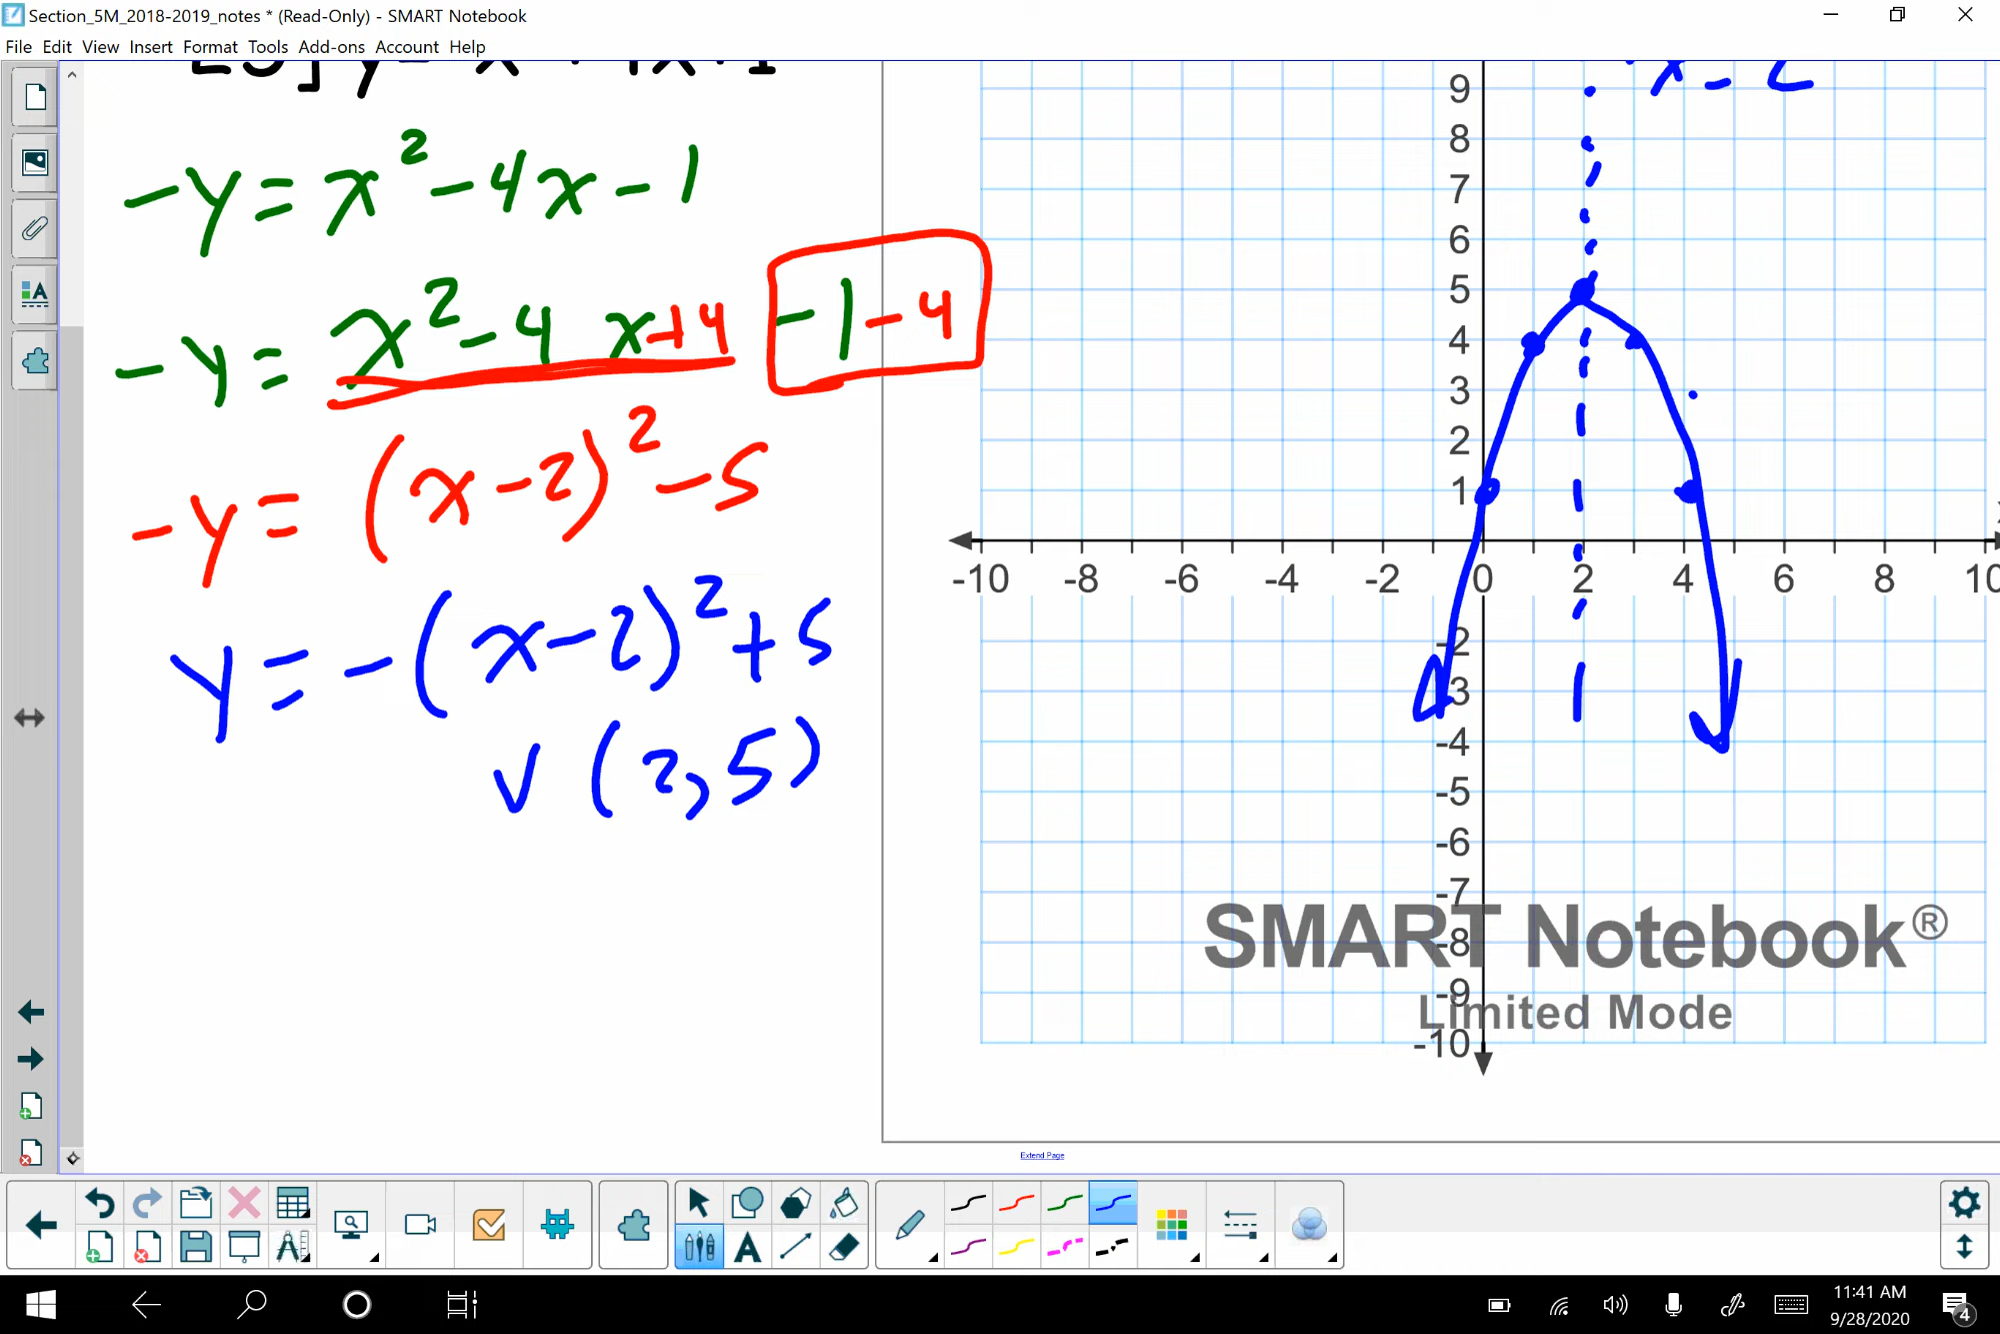 Section_5M_2018-2019_notes * (Read-Only) - SMART Notebook
File Edit View Insert Format Tools Add-ons Account Help
-y = x² - 4x - 1
-y = x² - 4x + 4 -1 - 4
-y = (x-2)² - 5
y = -(x-2)² + 5
V (2,5)
x = 2
9
8
7
6
5
4
3
2
1
-10 -8 -6 -4 -2 0 2 4 6 8 10
-2
-3
-4
-5
-6
-7
-8
-9
-10
SMART Notebook®
Limited Mode
Extend Page
11:41 AM
9/28/2020
4